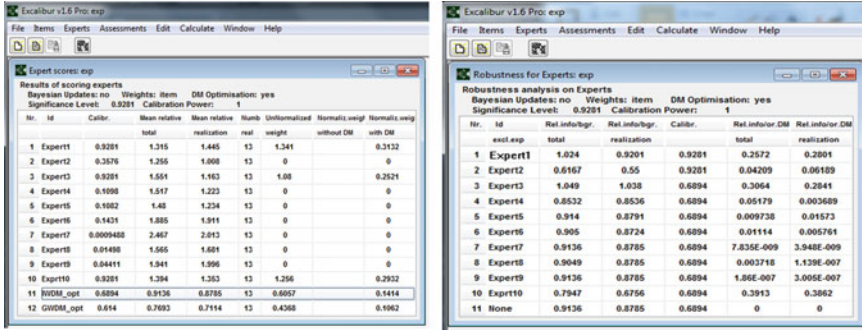 Excalibur v1.6 Pro: exp
File Items Experts Assessments Edit Calculate Window Help
Expert scores: exp
Results of scoring experts
Bayesian Updates: no Weights: item DM Optimisation: yes
Significance Level: 0.9281 Calibration Power: 1
Nr. Id Calibr. Mean relative Mean relative Numb UnNormalized Normaliz.weigl Normaliz.weig
total realization real weight without DM with DM
1 Expert1 0.9281 1.315 1.445 13 1.341 0.3132
2 Expert2 0.3576 1.255 1.008 13 0 0
3 Expert3 0.9281 1.551 1.163 13 1.08 0.2521
4 Expert4 0.1098 1.517 1.223 13 0 0
5 Expert5 0.1082 1.48 1.234 13 0 0
6 Expert6 0.1431 1.885 1.911 13 0 0
7 Expert7 0.0009488 2.467 2.013 13 0 0
8 Expert8 0.01498 1.565 1.681 13 0 0
9 Expert9 0.04411 1.941 1.996 13 0 0
10 Exprt10 0.9281 1.394 1.353 13 1.256 0.2932
11 IWDM_opt 0.6894 0.9136 0.8785 13 0.6057 0.1414
12 GWDM_opt 0.614 0.7693 0.7114 13 0.4368 0.1062
Excalibur v1.6 Pro: exp
File Items Experts Assessments Edit Calculate Window Help
Robustness for Experts: exp
Robustness analysis on Experts
Bayesian Updates: no Weights: item DM Optimisation: yes
Significance Level: 0.9281 Calibration Power: 1
Nr. Id Rel.info/bgr. Rel.info/bgr. Calibr. Rel.info/or.DM Rel.info/or.DM
excl.exp total realization total realization
1 Expert1 1.024 0.9201 0.9281 0.2572 0.2801
2 Expert2 0.6167 0.55 0.9281 0.04209 0.06189
3 Expert3 1.049 1.038 0.6894 0.3064 0.2841
4 Expert4 0.8532 0.8536 0.6894 0.05179 0.003689
5 Expert5 0.914 0.8791 0.6894 0.009738 0.01573
6 Expert6 0.905 0.8724 0.6894 0.01114 0.005761
7 Expert7 0.9136 0.8785 0.6894 7.835E-009 3.948E-009
8 Expert8 0.9049 0.8785 0.6894 0.003718 1.139E-007
9 Expert9 0.9136 0.8785 0.6894 1.86E-007 3.005E-007
10 Exprt10 0.7947 0.6756 0.6894 0.3913 0.3862
11 None 0.9136 0.8785 0.6894 0 0